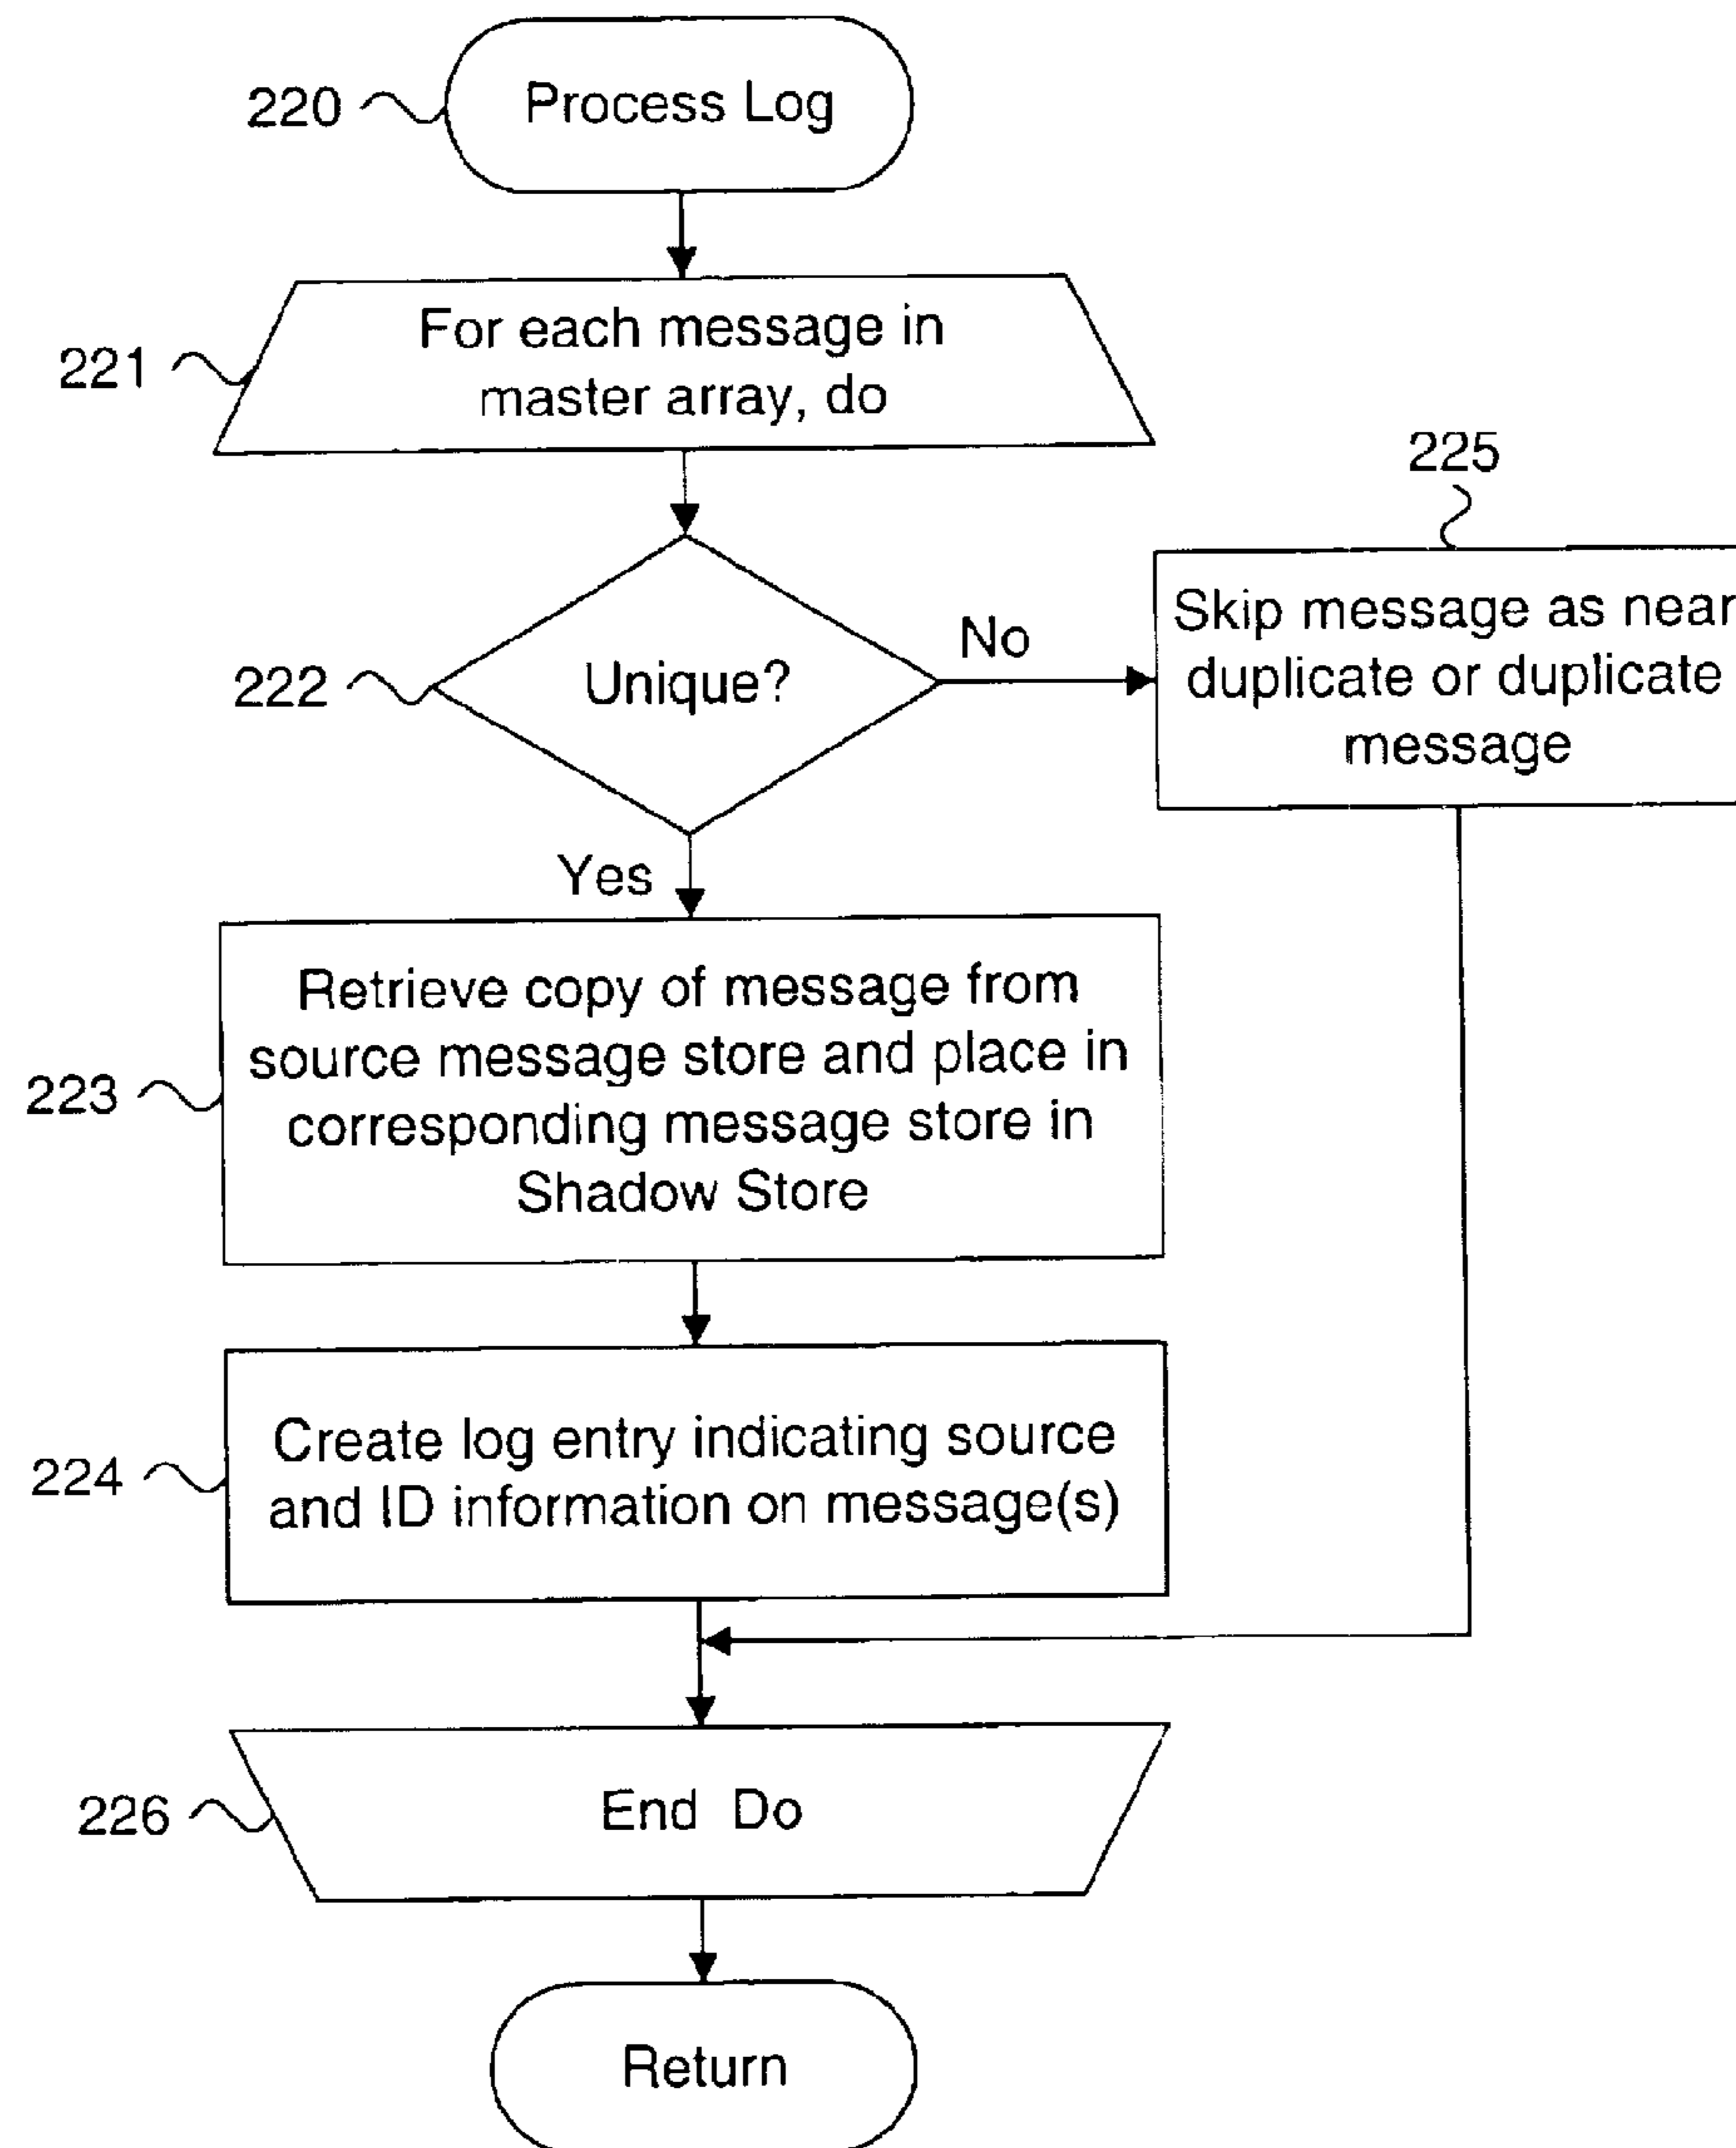 220
Process Log
221
For each message in
master array, do
222
Unique?
No
225
Skip message as near
duplicate or duplicate
message
Yes
223
Retrieve copy of message from
source message store and place in
corresponding message store in
Shadow Store
224
Create log entry indicating source
and ID information on message(s)
226
End Do
Return